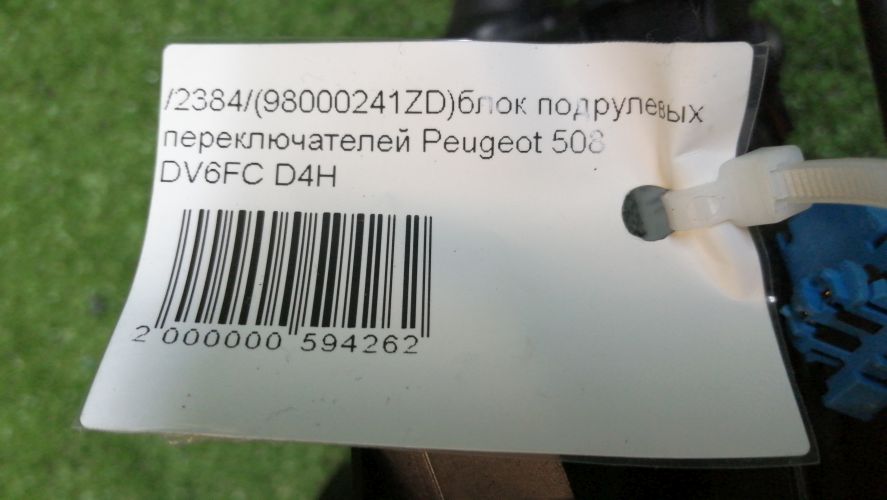 /2384/(98000241ZD)блок подрулевых
переключателей Peugeot 508
DV6FC D4H
2 000000 594262